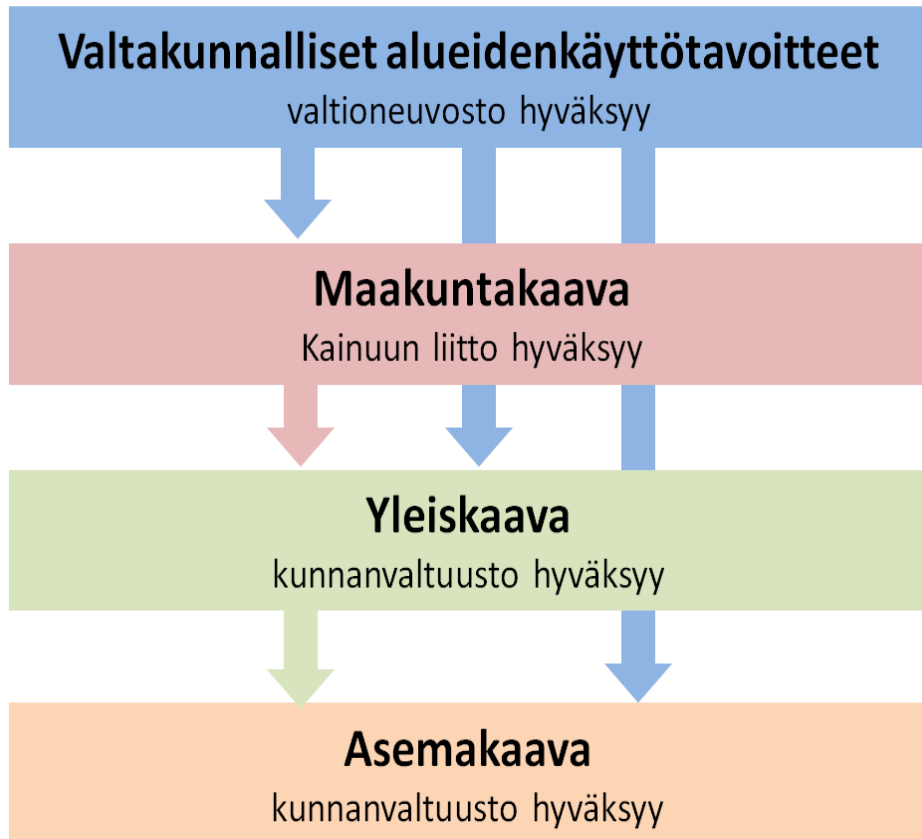 Valtakunnalliset alueidenkäyttötavoitteet
valtioneuvosto hyväksyy
Maakuntakaava
Kainuun liitto hyväksyy
Yleiskaava
kunnanvaltuusto hyväksyy
Asemakaava
kunnanvaltuusto hyväksyy